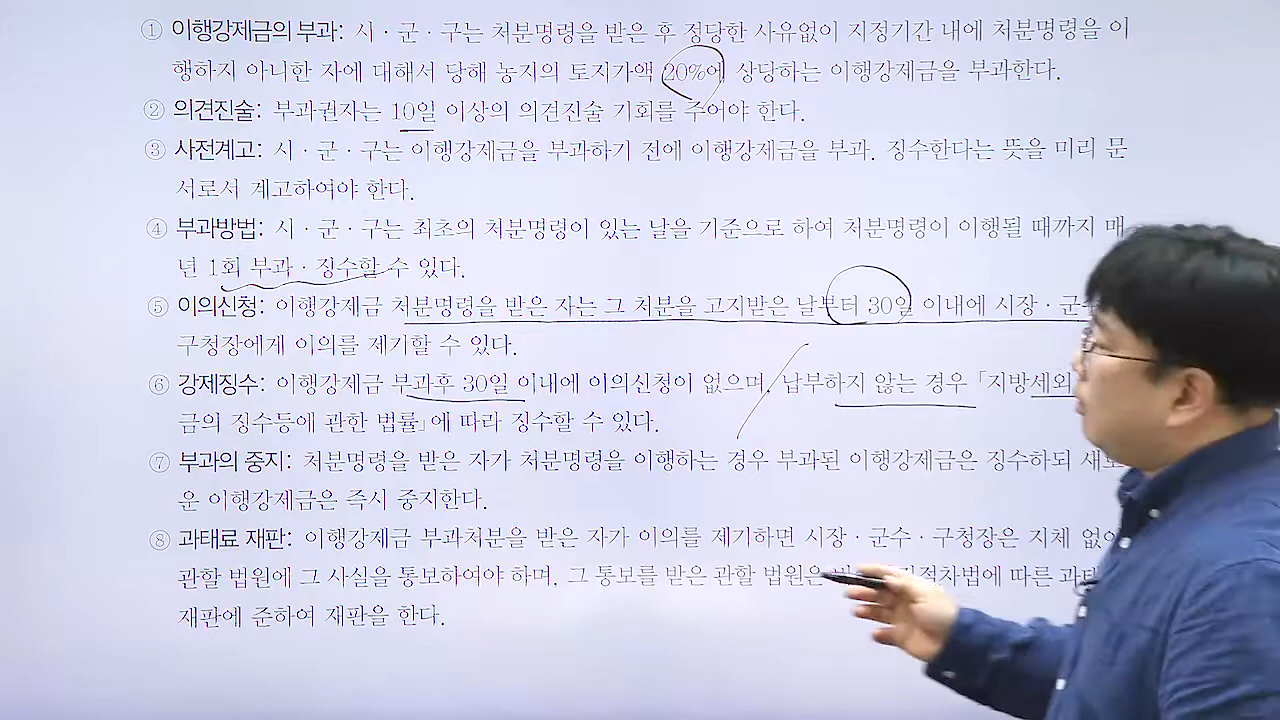 ① 이행강제금의 부과: 시 · 군 · 구는 처분명령을 받은 후 정당한 사유없이 지정기간 내에 처분명령을 이
행하지 아니한 자에 대해서 당해 농지의 토지가액 20%에 상당하는 이행강제금을 부과한다.
② 의견진술: 부과권자는 10일 이상의 의견진술 기회를 주어야 한다.
③ 사전계고: 시 · 군 · 구는 이행강제금을 부과하기 전에 이행강제금을 부과. 징수한다는 뜻을 미리 문
서로서 계고하여야 한다.
④ 부과방법: 시 · 군 · 구는 최초의 처분명령이 있는 날을 기준으로 하여 처분명령이 이행될 때까지 매
년 1회 부과 · 징수할 수 있다.
⑤ 이의신청: 이행강제금 처분명령을 받은 자는 그 처분을 고지받은 날부터 30일 이내에 시장 · 군
구청장에게 이의를 제기할 수 있다.
⑥ 강제징수: 이행강제금 부과후 30일 이내에 이의신청이 없으며, 납부하지 않는 경우 「지방세외
금의 징수등에 관한 법률」에 따라 징수할 수 있다.
⑦ 부과의 중지: 처분명령을 받은 자가 처분명령을 이행하는 경우 부과된 이행강제금은 징수하되 새로
운 이행강제금은 즉시 중지한다.
⑧ 과태료 재판: 이행강제금 부과처분을 받은 자가 이의를 제기하면 시장 · 군수 · 구청장은 지체 없이
관할 법원에 그 사실을 통보하여야 하며, 그 통보를 받은 관할 법원은 절차법에 따른 과태
재판에 준하여 재판을 한다.